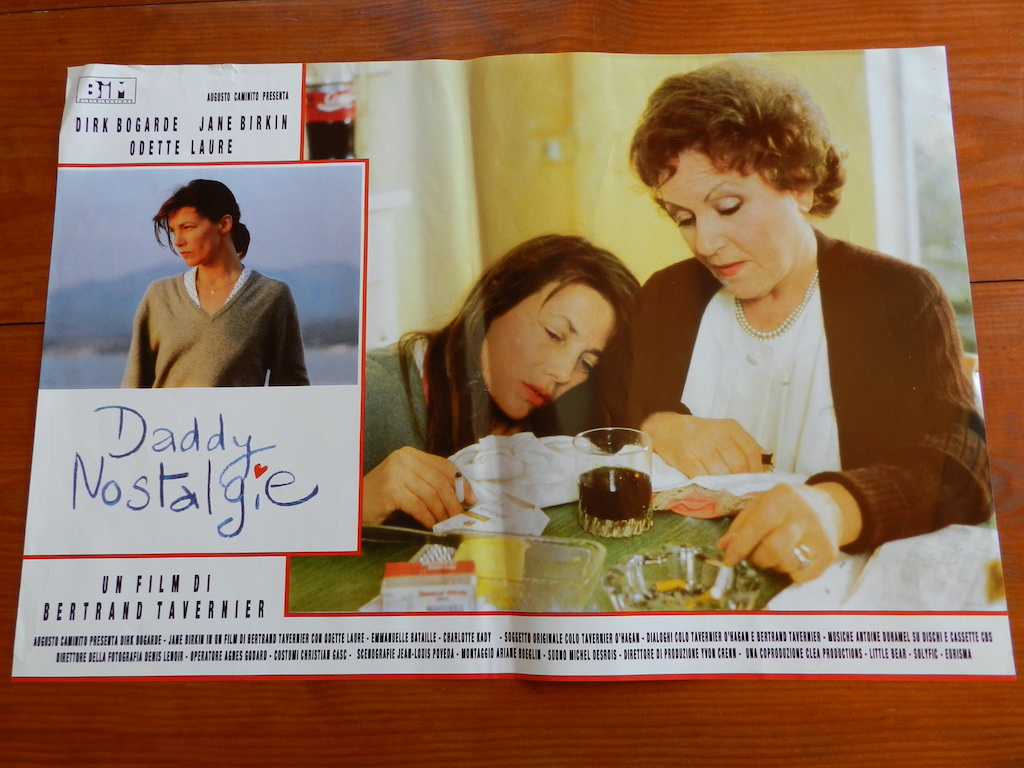 BiM
AUGUSTO CAMINITO PRESENTA
DIRK BOGARDE JANE BIRKIN
ODETTE LAURE
Daddy
Nostalgie
UN FILM DI
BERTRAND TAVERNIER
AUGUSTO CAMINITO PRESENTA DIRK BOGARDE - JANE BIRKIN IN UN FILM DI BERTRAND TAVERNIER CON ODETTE LAURE - EMMANUELLE BATAILLE - CHARLOTTE KADY - SOGGETTO ORIGINALE COLO TAVERNIER O'HAGAN - DIALOGHI COLO TAVERNIER O'HAGAN E BERTRAND TAVERNIER - MUSICHE ANTOINE DUHAMEL SU DISCHI E CASSETTE CBS
DIRETTORE DELLA FOTOGRAFIA DENIS LENOIR - OPERATORE AGNES GODARD - COSTUMI CHRISTIAN GASC - SCENOGRAFIE JEAN-LOUIS POVEDA - MONTAGGIO ARIANE BOEGLIN - SUONO MICHEL DESROIS - DIRETTORE DI PRODUZIONE YVON CRENN - UNA COPRODUZIONE CLEA PRODUCTIONS - LITTLE BEAR - SOLYFIC - EURISMA